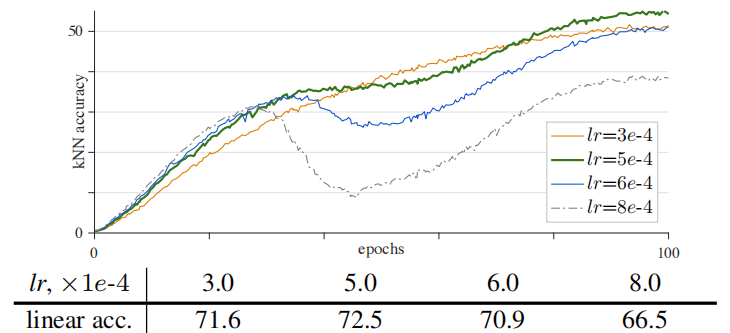 50
kNN accuracy
lr=3e-4
lr=5e-4
lr=6e-4
lr=8e-4
0
0 epochs 100
lr, ×1e-4 3.0 5.0 6.0 8.0
linear acc. 71.6 72.5 70.9 66.5